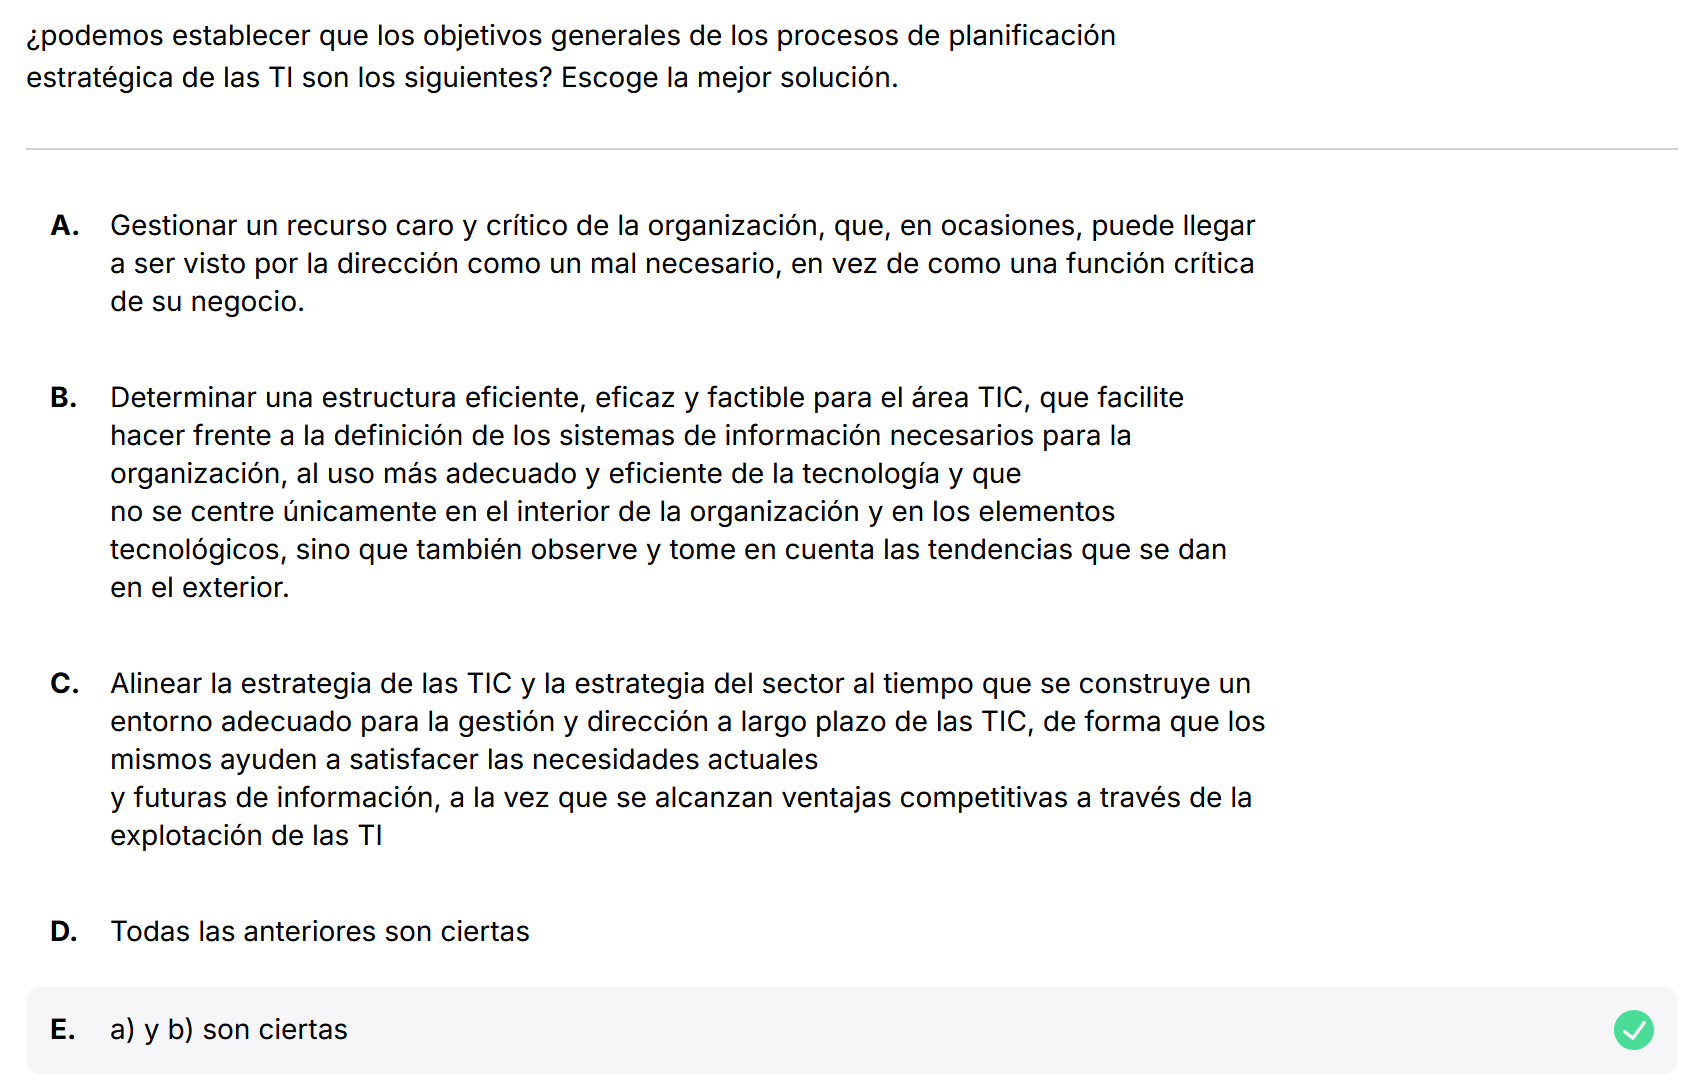 ¿podemos establecer que los objetivos generales de los procesos de planificación
estratégica de las TI son los siguientes? Escoge la mejor solución.
A. Gestionar un recurso caro y crítico de la organización, que, en ocasiones, puede llegar
a ser visto por la dirección como un mal necesario, en vez de como una función crítica
de su negocio.
B. Determinar una estructura eficiente, eficaz y factible para el área TIC, que facilite
hacer frente a la definición de los sistemas de información necesarios para la
organización, al uso más adecuado y eficiente de la tecnología y que
no se centre únicamente en el interior de la organización y en los elementos
tecnológicos, sino que también observe y tome en cuenta las tendencias que se dan
en el exterior.
C. Alinear la estrategia de las TIC y la estrategia del sector al tiempo que se construye un
entorno adecuado para la gestión y dirección a largo plazo de las TIC, de forma que los
mismos ayuden a satisfacer las necesidades actuales
y futuras de información, a la vez que se alcanzan ventajas competitivas a través de la
explotación de las TI
D. Todas las anteriores son ciertas
E. a) y b) son ciertas